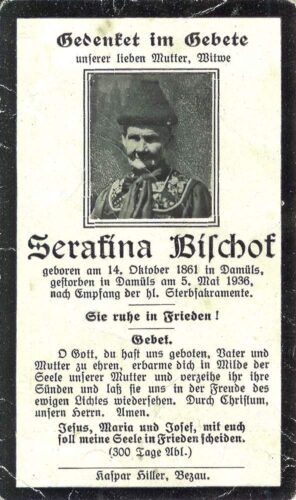 Gedenket im Gebete
unserer lieben Mutter, Witwe
Serafina Bischof
geboren am 14. Oktober 1861 in Damüls,
gestorben in Damüls am 5. Mai 1936,
nach Empfang der hl. Sterbsakramente.
Sie ruhe in Frieden!
Gebet.
O Gott, du hast uns geboten, Vater und
Mutter zu ehren, erbarme dich in Milde der
Seele unserer Mutter und verzeihe ihr ihre
Sünden und laß sie uns in der Freude des
ewigen Lichtes wiedersehen. Durch Christum,
unsern Herrn. Amen.
Jesus, Maria und Josef, mit euch
soll meine Seele in Frieden scheiden.
(300 Tage Abl.)
Kaspar Hiller, Bezau.